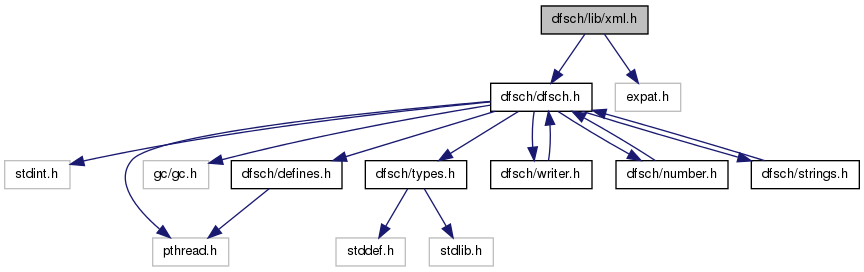 dfsch/lib/xml.h
dfsch/dfsch.h
expat.h
stdint.h
gc/gc.h
dfsch/defines.h
dfsch/types.h
dfsch/writer.h
dfsch/number.h
dfsch/strings.h
pthread.h
stddef.h
stdlib.h